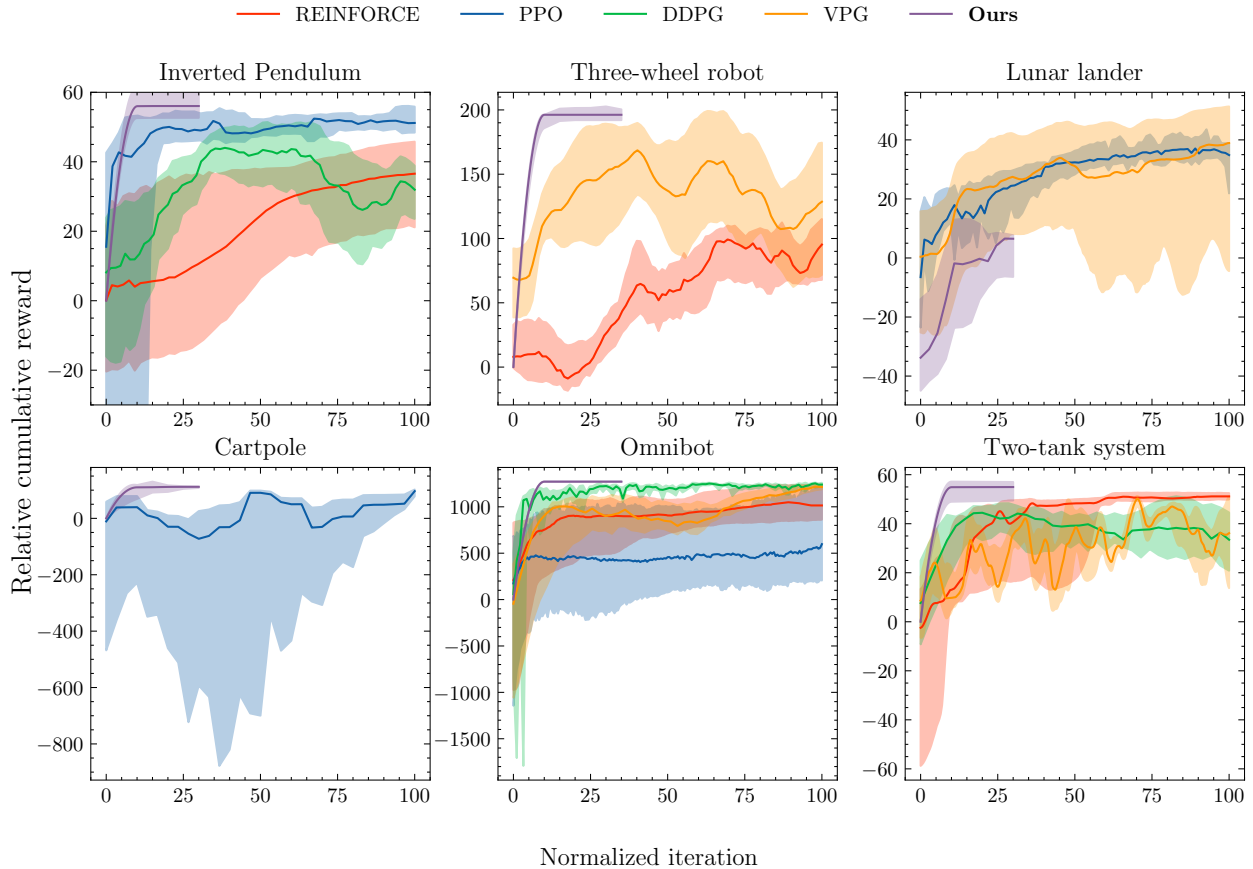 REINFORCE PPO DDPG VPG Ours
Inverted Pendulum
60
40
20
0
−20
0 25 50 75 100
Three-wheel robot
200
150
100
50
0
0 25 50 75 100
Lunar lander
40
20
0
−20
−40
0 25 50 75 100
Relative cumulative reward
Cartpole
0
−200
−400
−600
−800
0 25 50 75 100
Omnibot
1000
500
0
−500
−1000
−1500
0 25 50 75 100
Two-tank system
60
40
20
0
−20
−40
−60
0 25 50 75 100
Normalized iteration